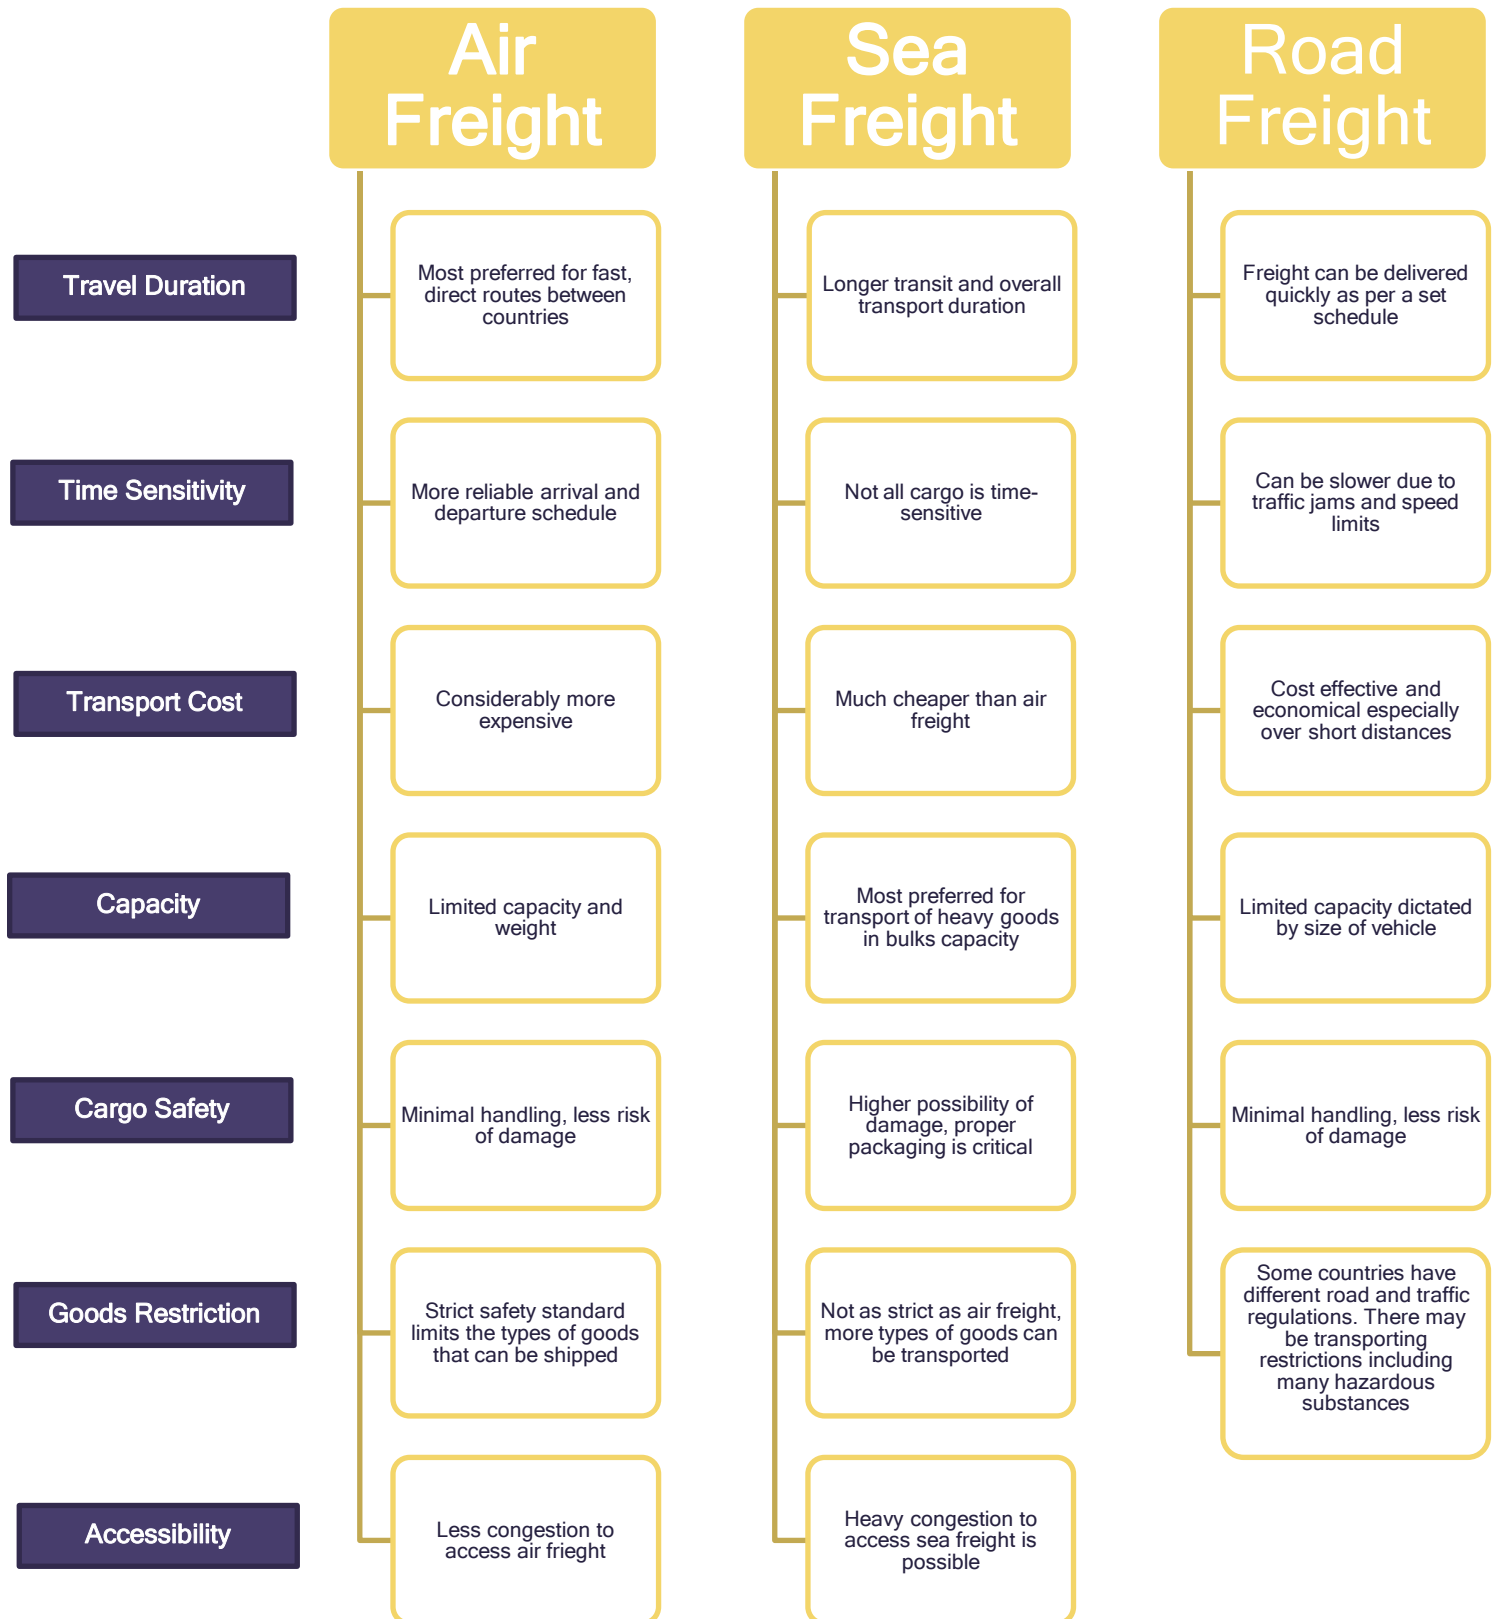 Air
Freight
Sea
Freight
Road
Freight
Travel Duration
Most preferred for fast,
direct routes between
countries
Longer transit and overall
transport duration
Freight can be delivered
quickly as per a set
schedule
Time Sensitivity
More reliable arrival and
departure schedule
Not all cargo is time-
sensitive
Can be slower due to
traffic jams and speed
limits
Transport Cost
Considerably more
expensive
Much cheaper than air
freight
Cost effective and
economical especially
over short distances
Capacity
Limited capacity and
weight
Most preferred for
transport of heavy goods
in bulks capacity
Limited capacity dictated
by size of vehicle
Cargo Safety
Minimal handling, less risk
of damage
Higher possibility of
damage, proper
packaging is critical
Minimal handling, less risk
of damage
Goods Restriction
Strict safety standard
limits the types of goods
that can be shipped
Not as strict as air freight,
more types of goods can
be transported
Some countries have
different road and traffic
regulations. There may
be transporting
restrictions including
many hazardous
substances
Accessibility
Less congestion to
access air frieght
Heavy congestion to
access sea freight is
possible